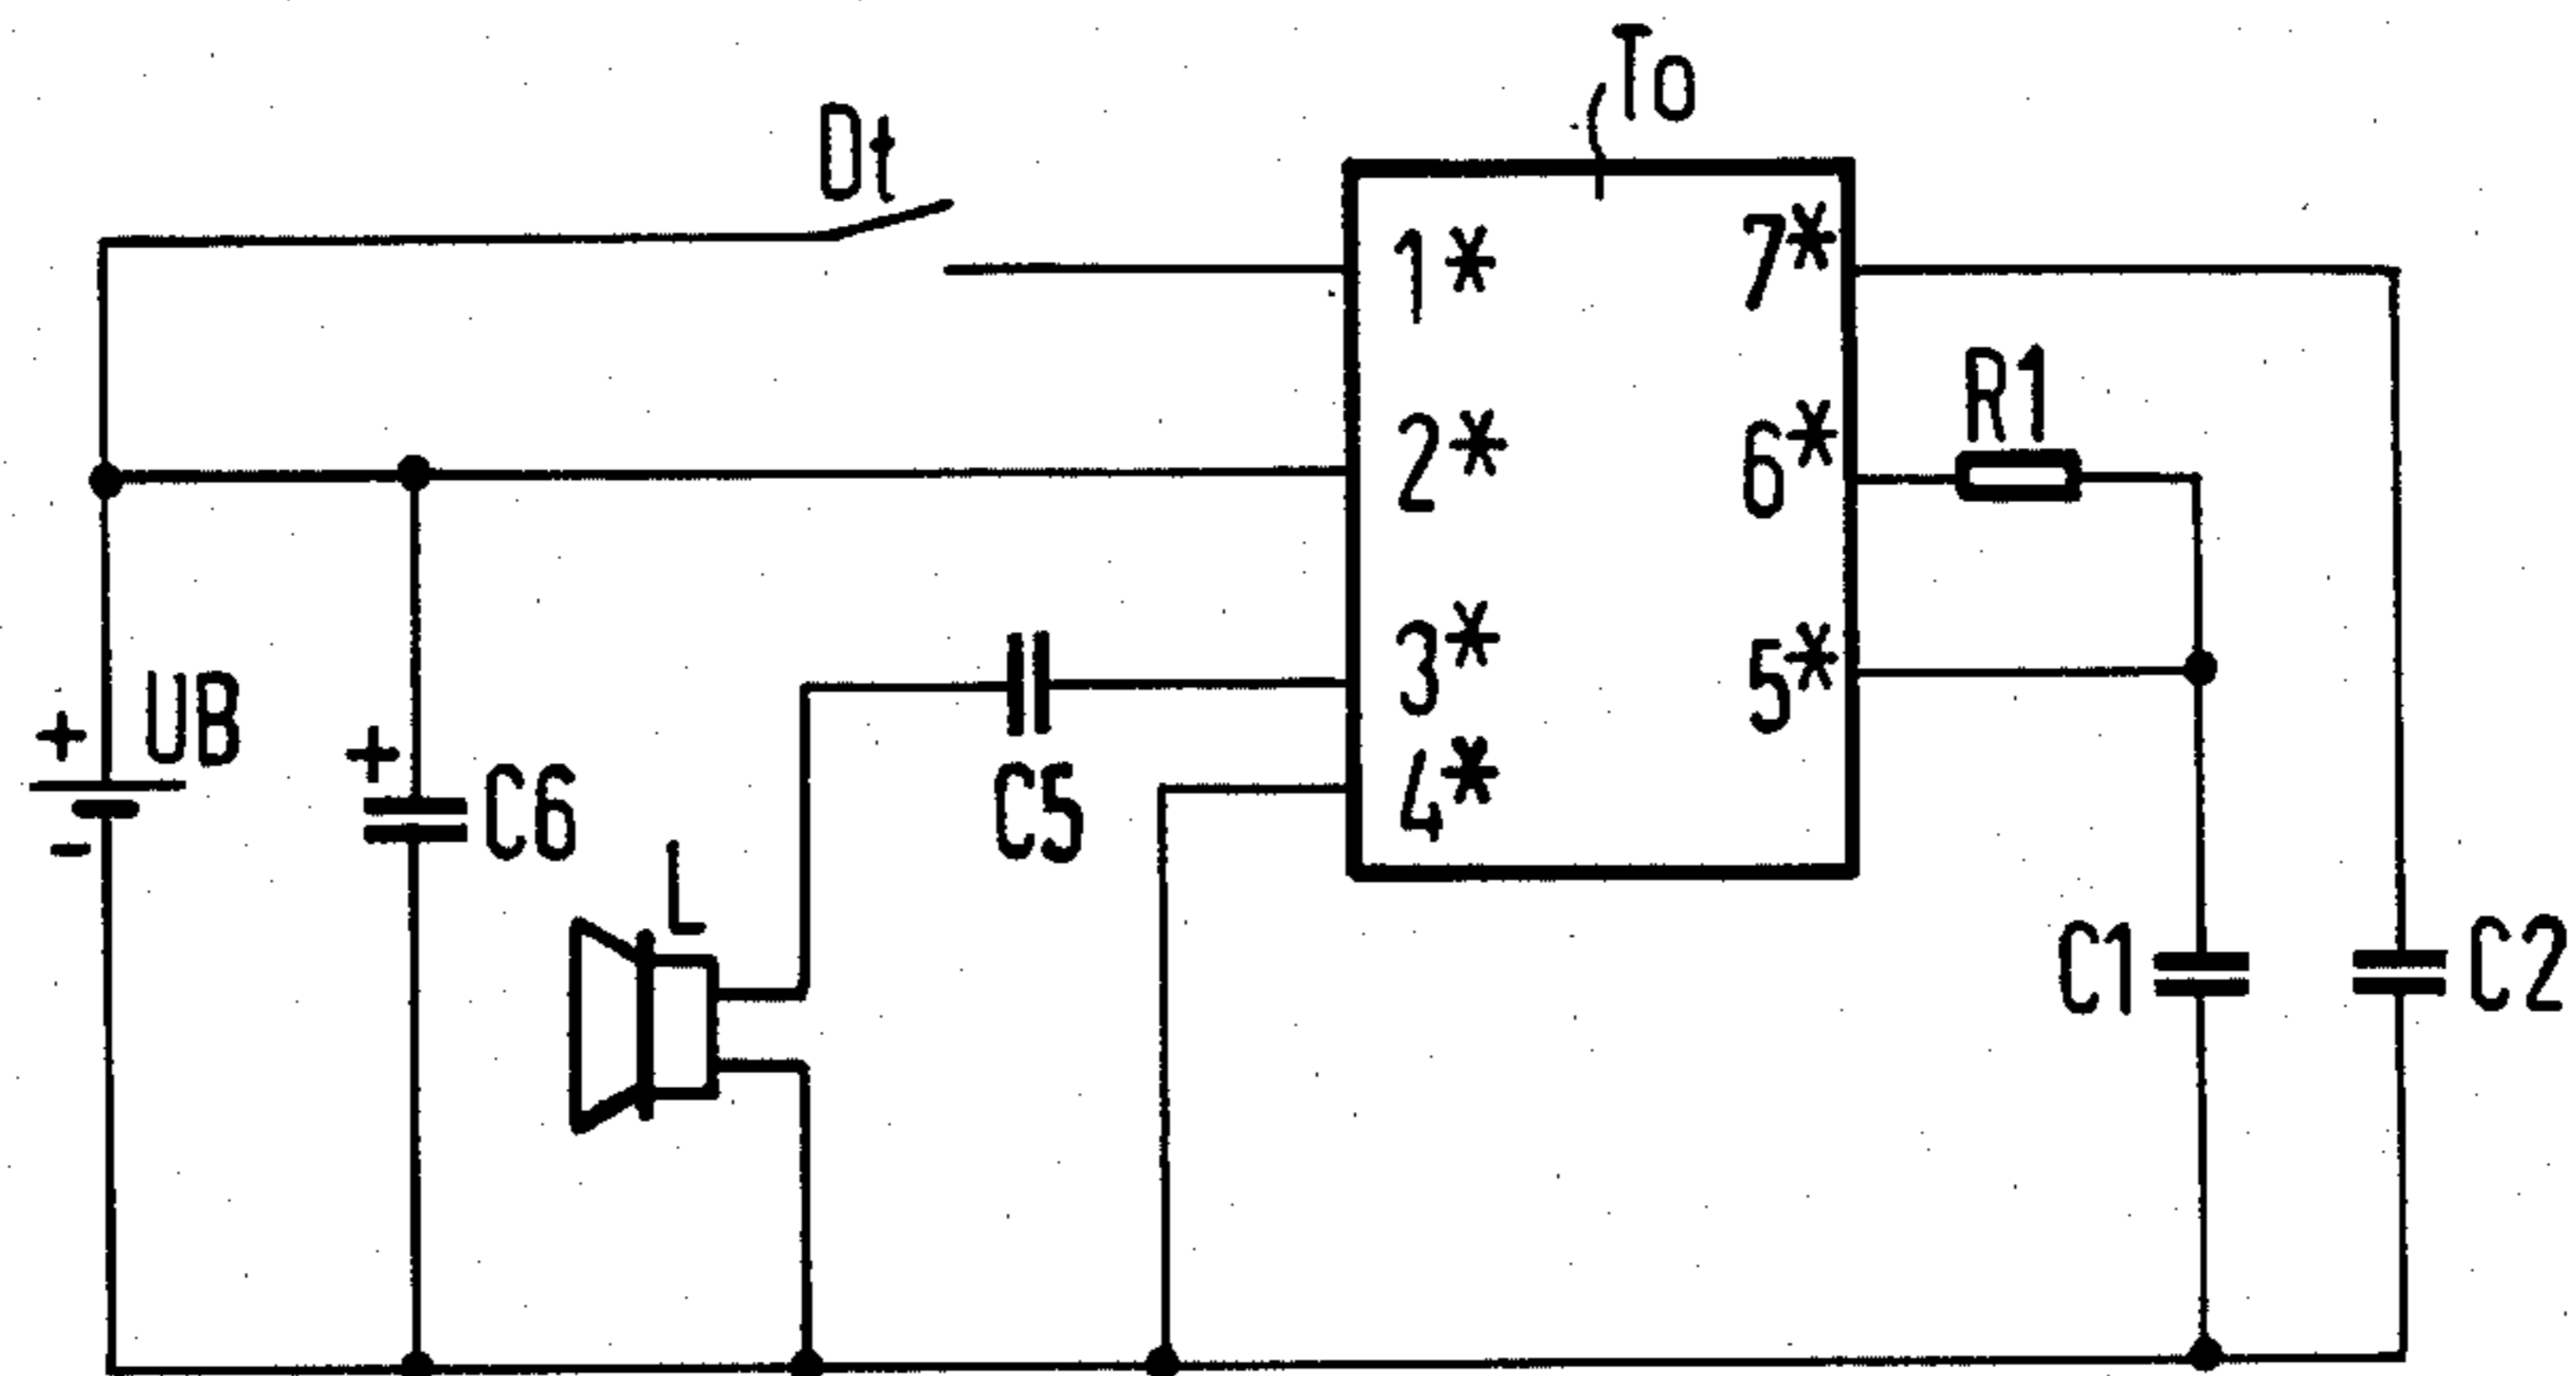 To
Dt
1* 7*
2* 6* R1
3* 5*
+ UB
+ C6
-
C5
4*
L
C1 C2